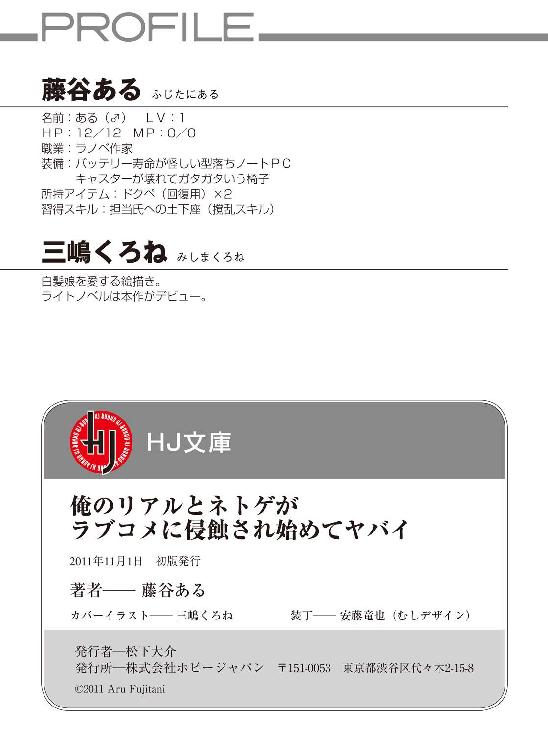 PROFILE
藤谷ある ふじたにある
名前：ある（♂）　LV：1
HP：12／12　MP：0／0
職業：ラノベ作家
装備：バッテリー寿命が怪しい型落ちノートPC
キャスターが壊れてガタガタいう椅子
所持アイテム：ドクペ（回復用）×2
習得スキル：担当氏への土下座（撹乱スキル）
三嶋くろね みしまくろね
白髪娘を愛する絵描き。
ライトノベルは本作がデビュー。
HJ
HJ文庫
俺のリアルとネトゲが
ラブコメに侵蝕され始めてヤバイ
2011年11月1日　初版発行
著者── 藤谷ある
カバーイラスト── 三嶋くろね　　装丁── 安藤竜也（むしデザイン）
発行者─松下大介
発行所─株式会社ホビージャパン　〒151-0053　東京都渋谷区代々木2-15-8
©2011 Aru Fujitani